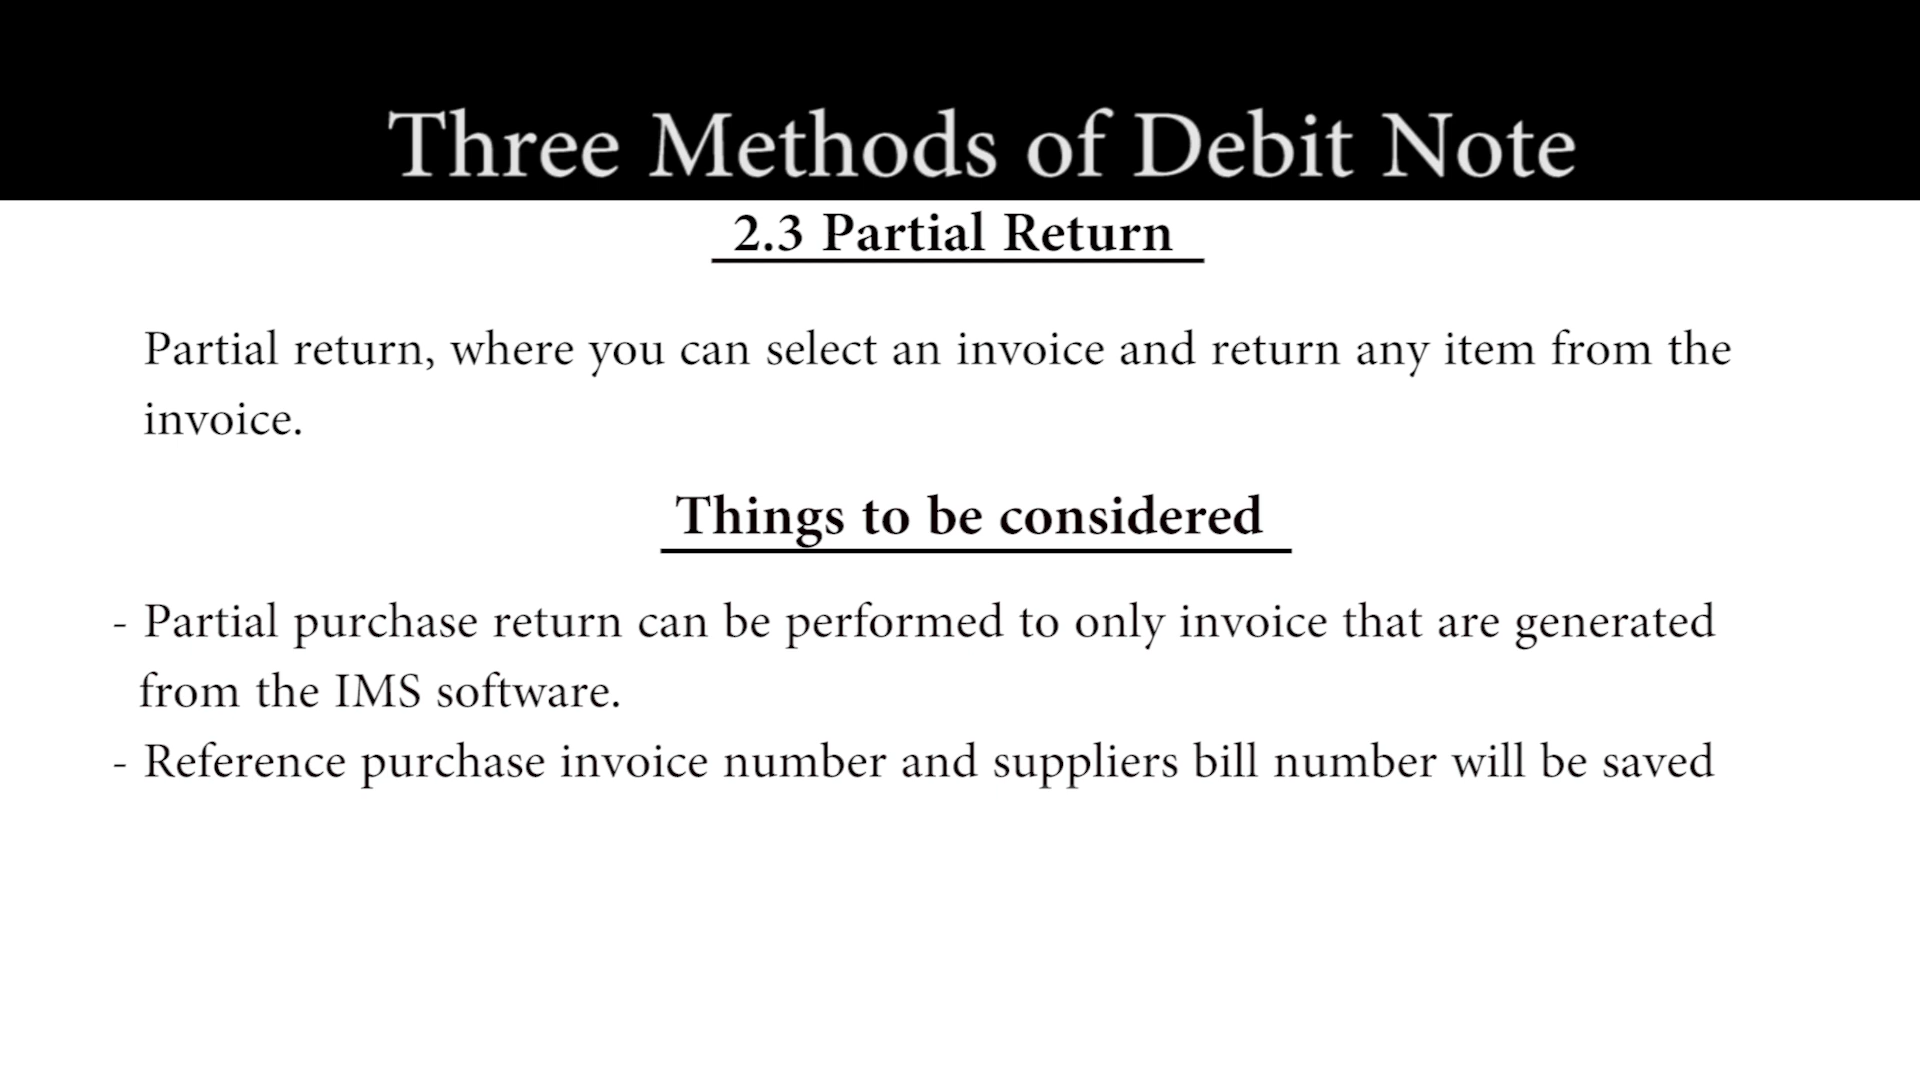 Three Methods of Debit Note
2.3 Partial Return
Partial return, where you can select an invoice and return any item from the
invoice.
Things to be considered
- Partial purchase return can be performed to only invoice that are generated
from the IMS software.
- Reference purchase invoice number and suppliers bill number will be saved